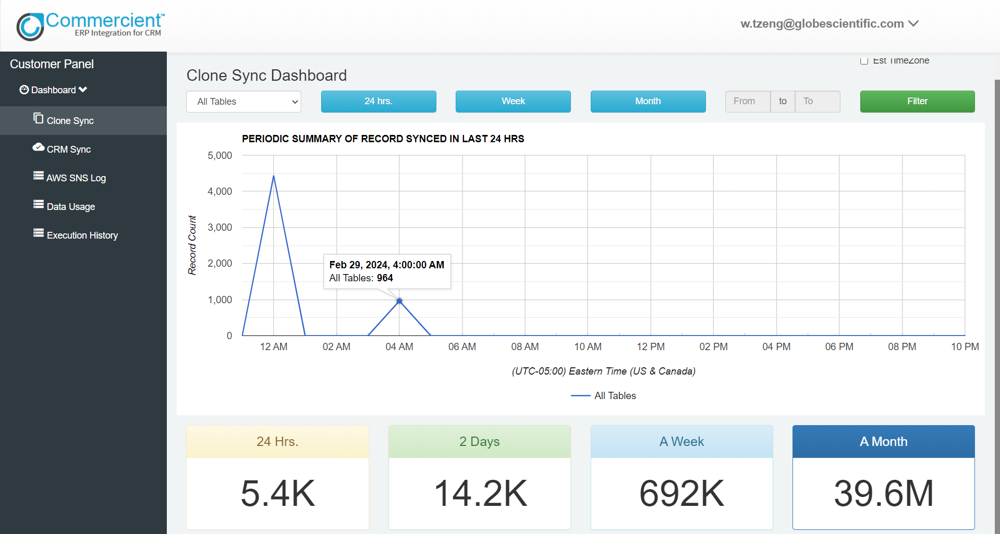 Commercient™
ERP Integration for CRM
w.tzeng@globescientific.com
Customer Panel
Dashboard
Clone Sync
CRM Sync
AWS SNS Log
Data Usage
Execution History
Est TimeZone
Clone Sync Dashboard
All Tables
24 hrs.
Week
Month
From
to
To
Filter
PERIODIC SUMMARY OF RECORD SYNCED IN LAST 24 HRS
5,000
4,000
3,000
2,000
1,000
0
Record Count
Feb 29, 2024, 4:00:00 AM
All Tables: 964
12 AM
02 AM
04 AM
06 AM
08 AM
10 AM
12 PM
02 PM
04 PM
06 PM
08 PM
10 PM
(UTC-05:00) Eastern Time (US & Canada)
All Tables
24 Hrs.
5.4K
2 Days
14.2K
A Week
692K
A Month
39.6M